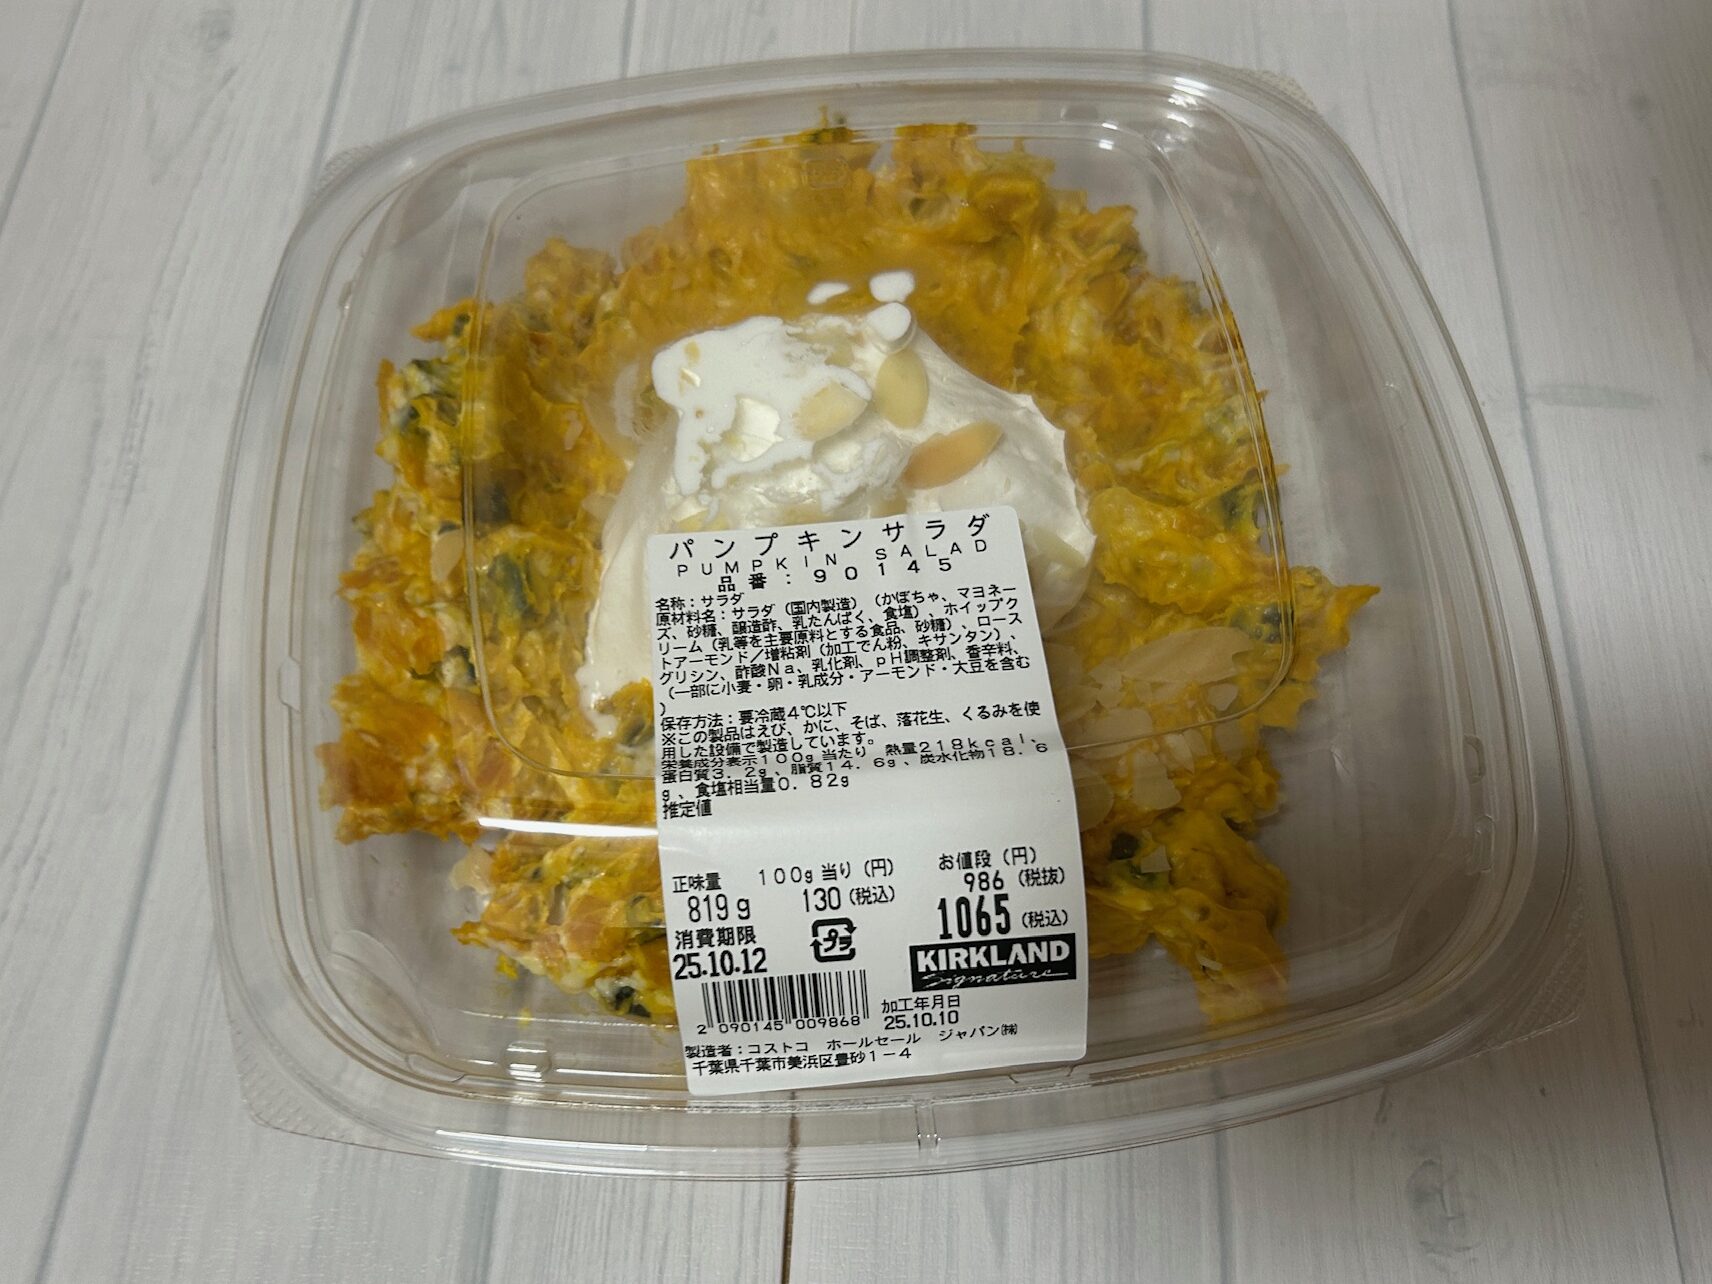 パンプキンサラダ
PUMPKIN SALAD
品番：90145
名称：サラダ
原材料名：サラダ（国内製造）（かぼちゃ、マヨネー
ズ、砂糖、醸造酢、乳たんぱく、食塩）、ホイップク
リーム（乳等を主要原料とする食品、砂糖）、ロース
トアーモンド／増粘剤（加工でん粉、キサンタン）、
グリシン、酢酸Na、乳化剤、pH調整剤、香辛料、
（一部に小麦・卵・乳成分・アーモンド・大豆を含む
）
保存方法：要冷蔵4℃以下
※この製品はえび、かに、そば、落花生、くるみを使
用した設備で製造しています。
栄養成分表示100g当たり 熱量218kcal、
蛋白質3.2g、脂質14.6g、炭水化物18.6
g、食塩相当量0.82g
推定値
正味量 100g当り（円） お値段（円）
986（税抜）
819g 130（税込） 1065（税込）
消費期限 プラ
25.10.12 KIRKLAND
Signature
加工年月日
2 090145 009868 25.10.10
製造者：コストコ ホールセール ジャパン㈱
千葉県千葉市美浜区豊砂1－4